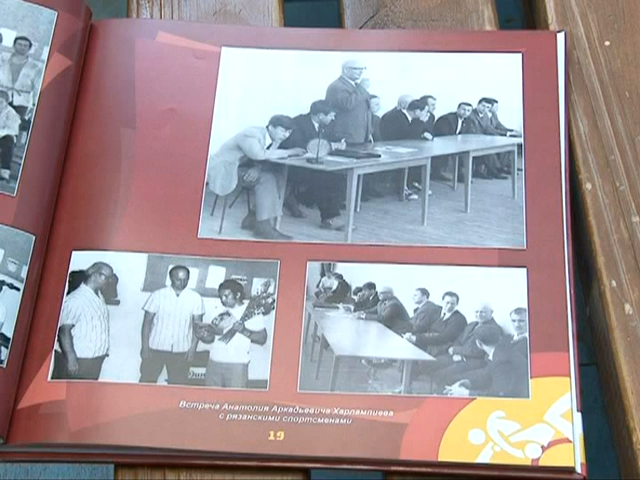 Встреча Анатолия Аркадьевича Харлампиева
с рязанскими спортсменами
19